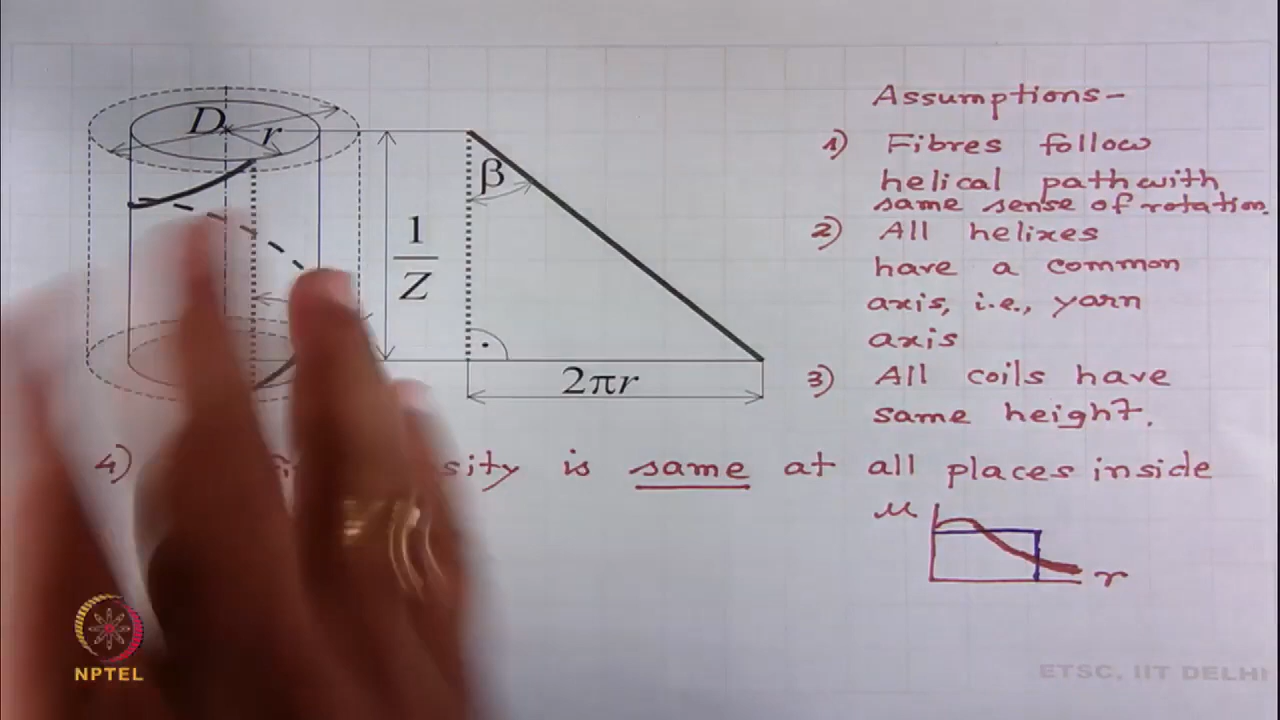 Assumptions-
1) Fibres follow
helical path with
same sense of rotation.
2) All helixes
have a common
axis, i.e., yarn
axis
3) All coils have
same height.
4)
is same at all places inside
D
r
1
Z
β
2πr
μ
r
NPTEL
ETSC, IIT DELHI